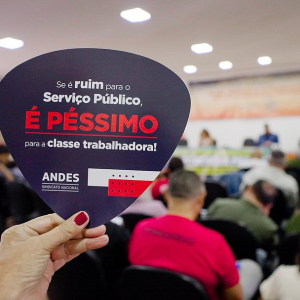 Se é ruim para o
Serviço Público,
É PÉSSIMO
para a classe trabalhadora!
ANDES
SINDICATO NACIONAL